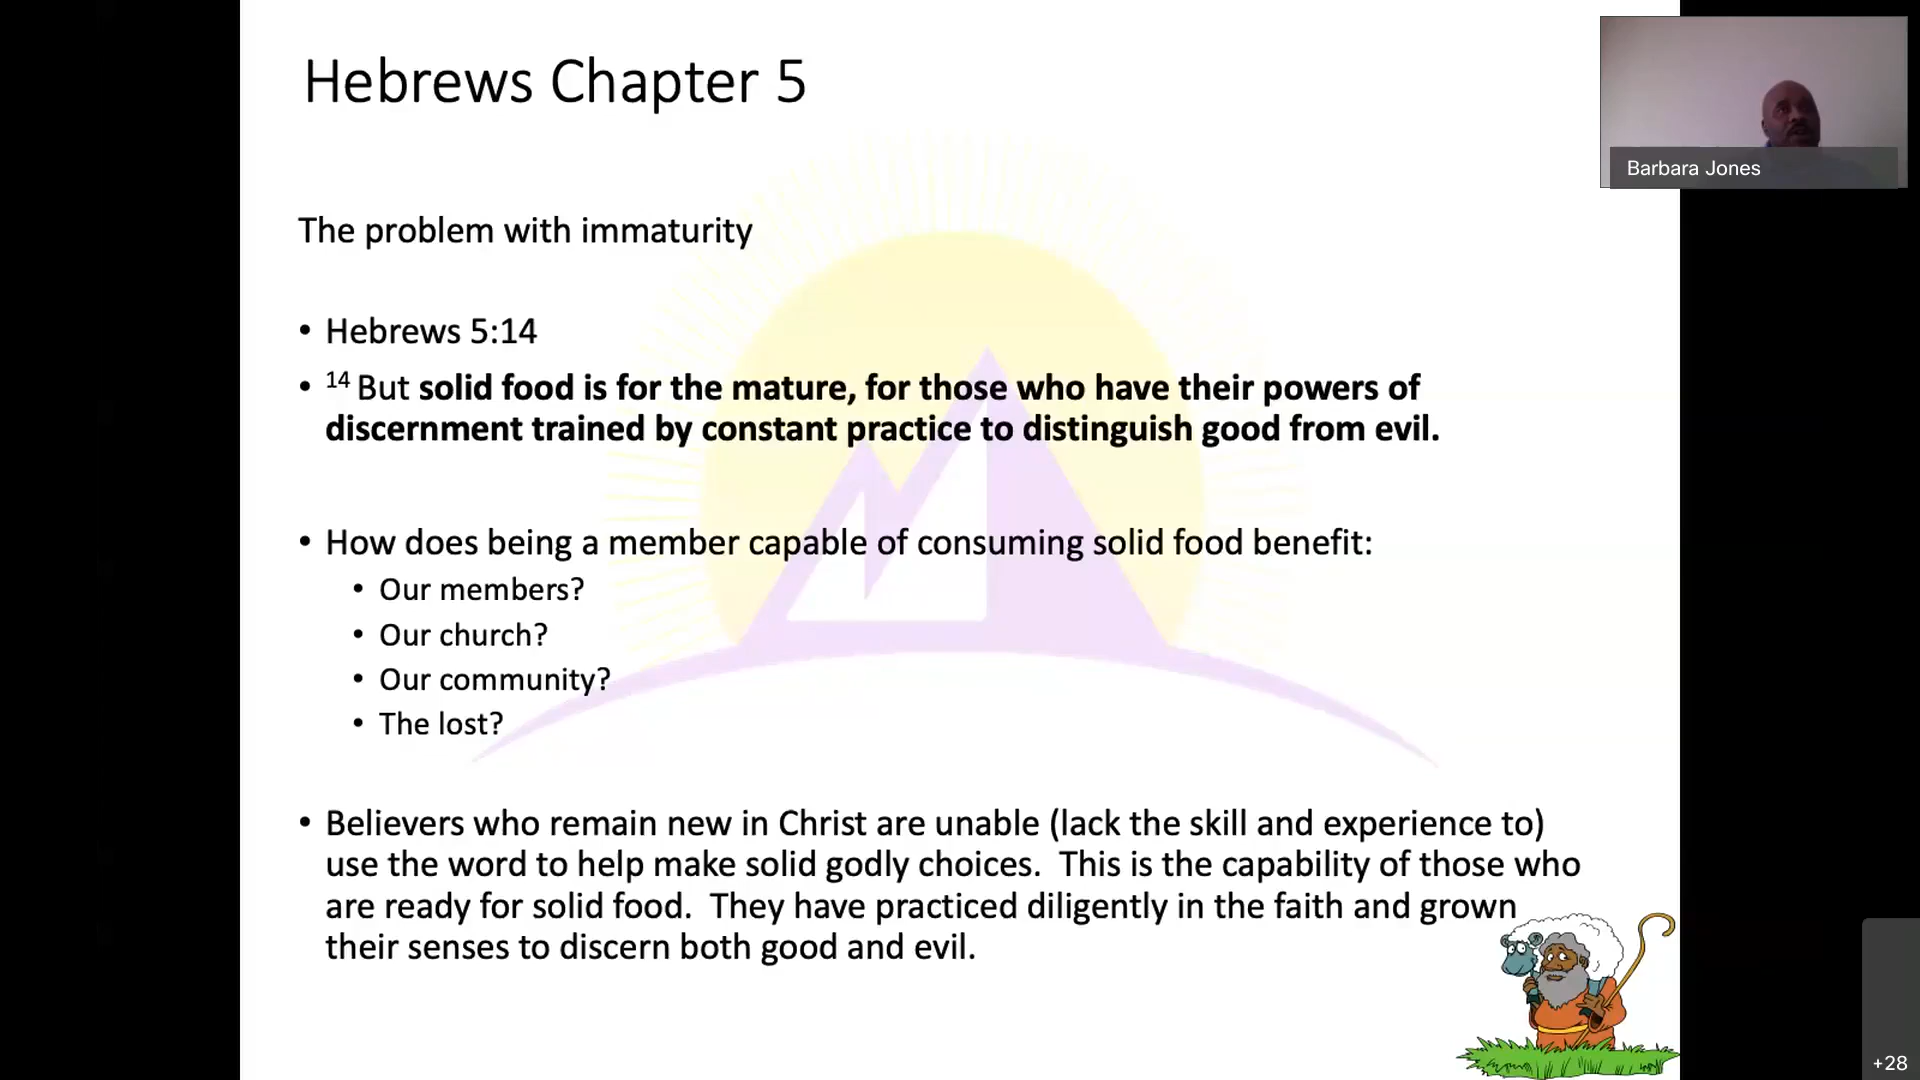 Hebrews Chapter 5
Barbara Jones
The problem with immaturity
• Hebrews 5:14
• 14 But solid food is for the mature, for those who have their powers of
discernment trained by constant practice to distinguish good from evil.
• How does being a member capable of consuming solid food benefit:
• Our members?
• Our church?
• Our community?
• The lost?
• Believers who remain new in Christ are unable (lack the skill and experience to)
use the word to help make solid godly choices.  This is the capability of those who
are ready for solid food.  They have practiced diligently in the faith and grown
their senses to discern both good and evil.
+28